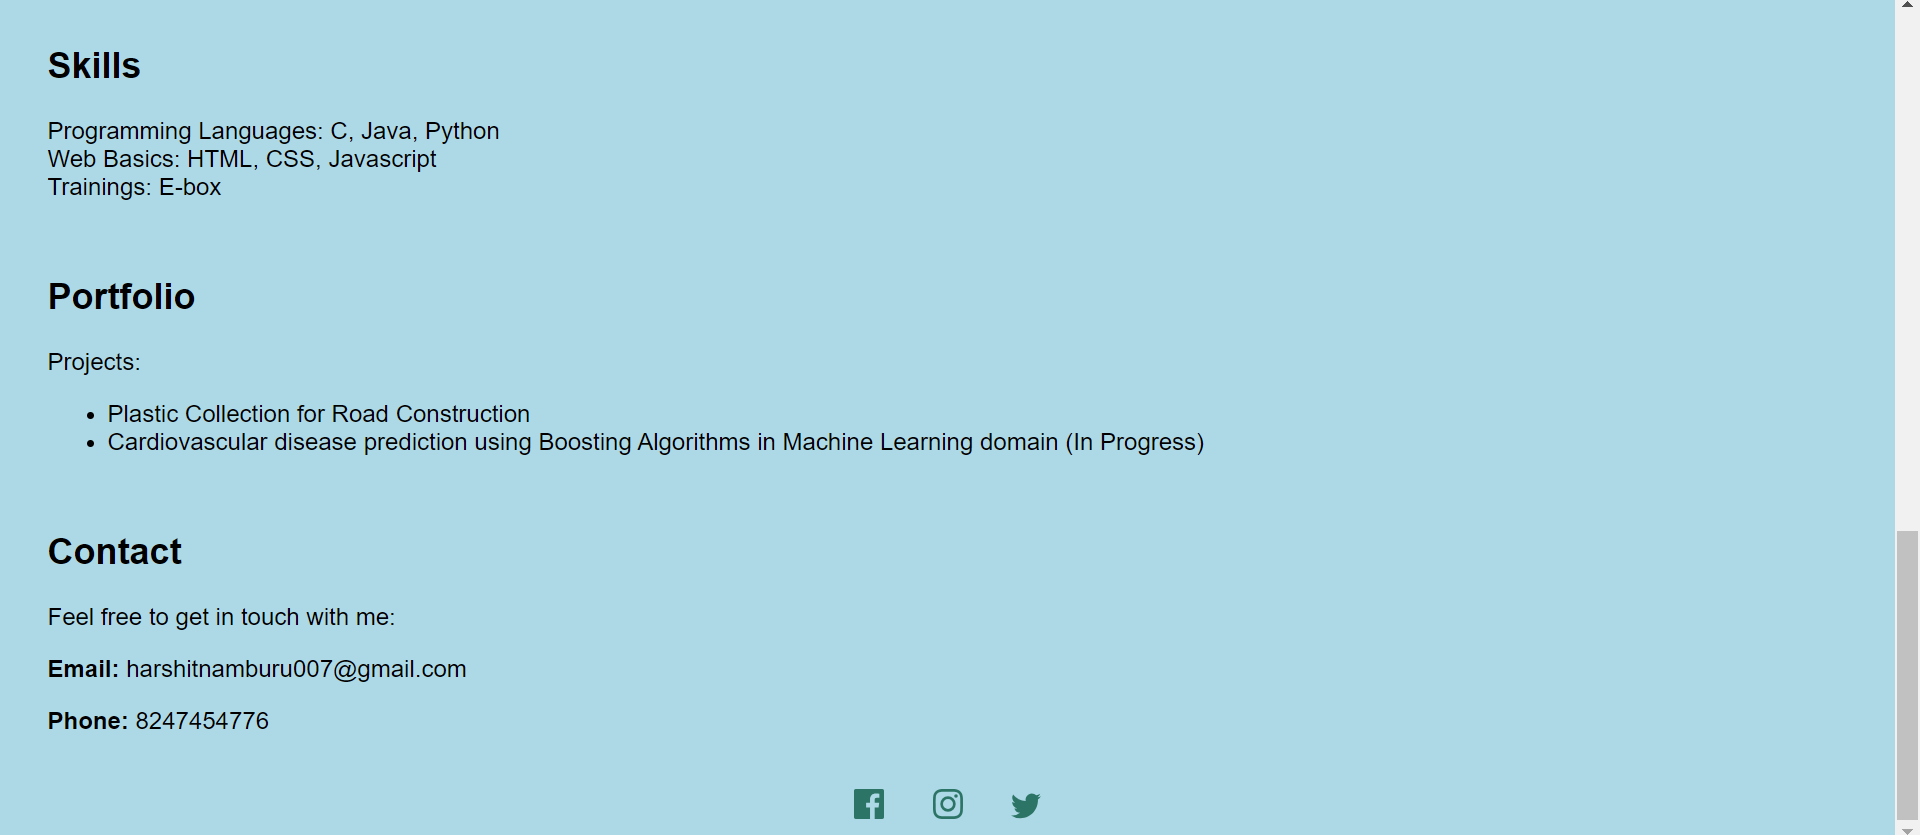 Skills
Programming Languages: C, Java, Python
Web Basics: HTML, CSS, Javascript
Trainings: E-box
Portfolio
Projects:
• Plastic Collection for Road Construction
• Cardiovascular disease prediction using Boosting Algorithms in Machine Learning domain (In Progress)
Contact
Feel free to get in touch with me:
Email: harshitnamburu007@gmail.com
Phone: 8247454776